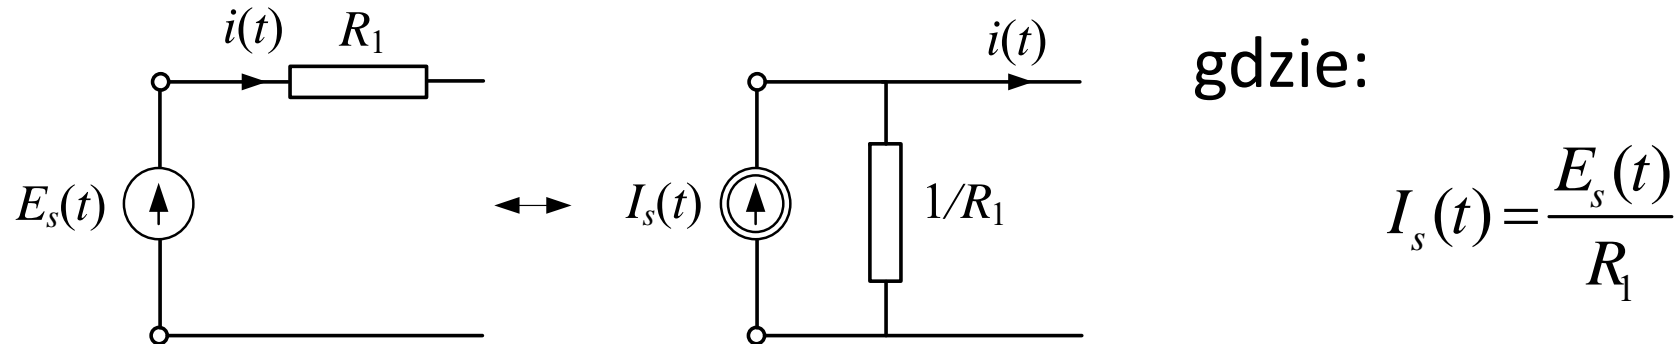 i(t) R₁
Eₛ(t)
i(t)
Iₛ(t) 1/R₁
gdzie:
Iₛ(t) = Eₛ(t) / R₁